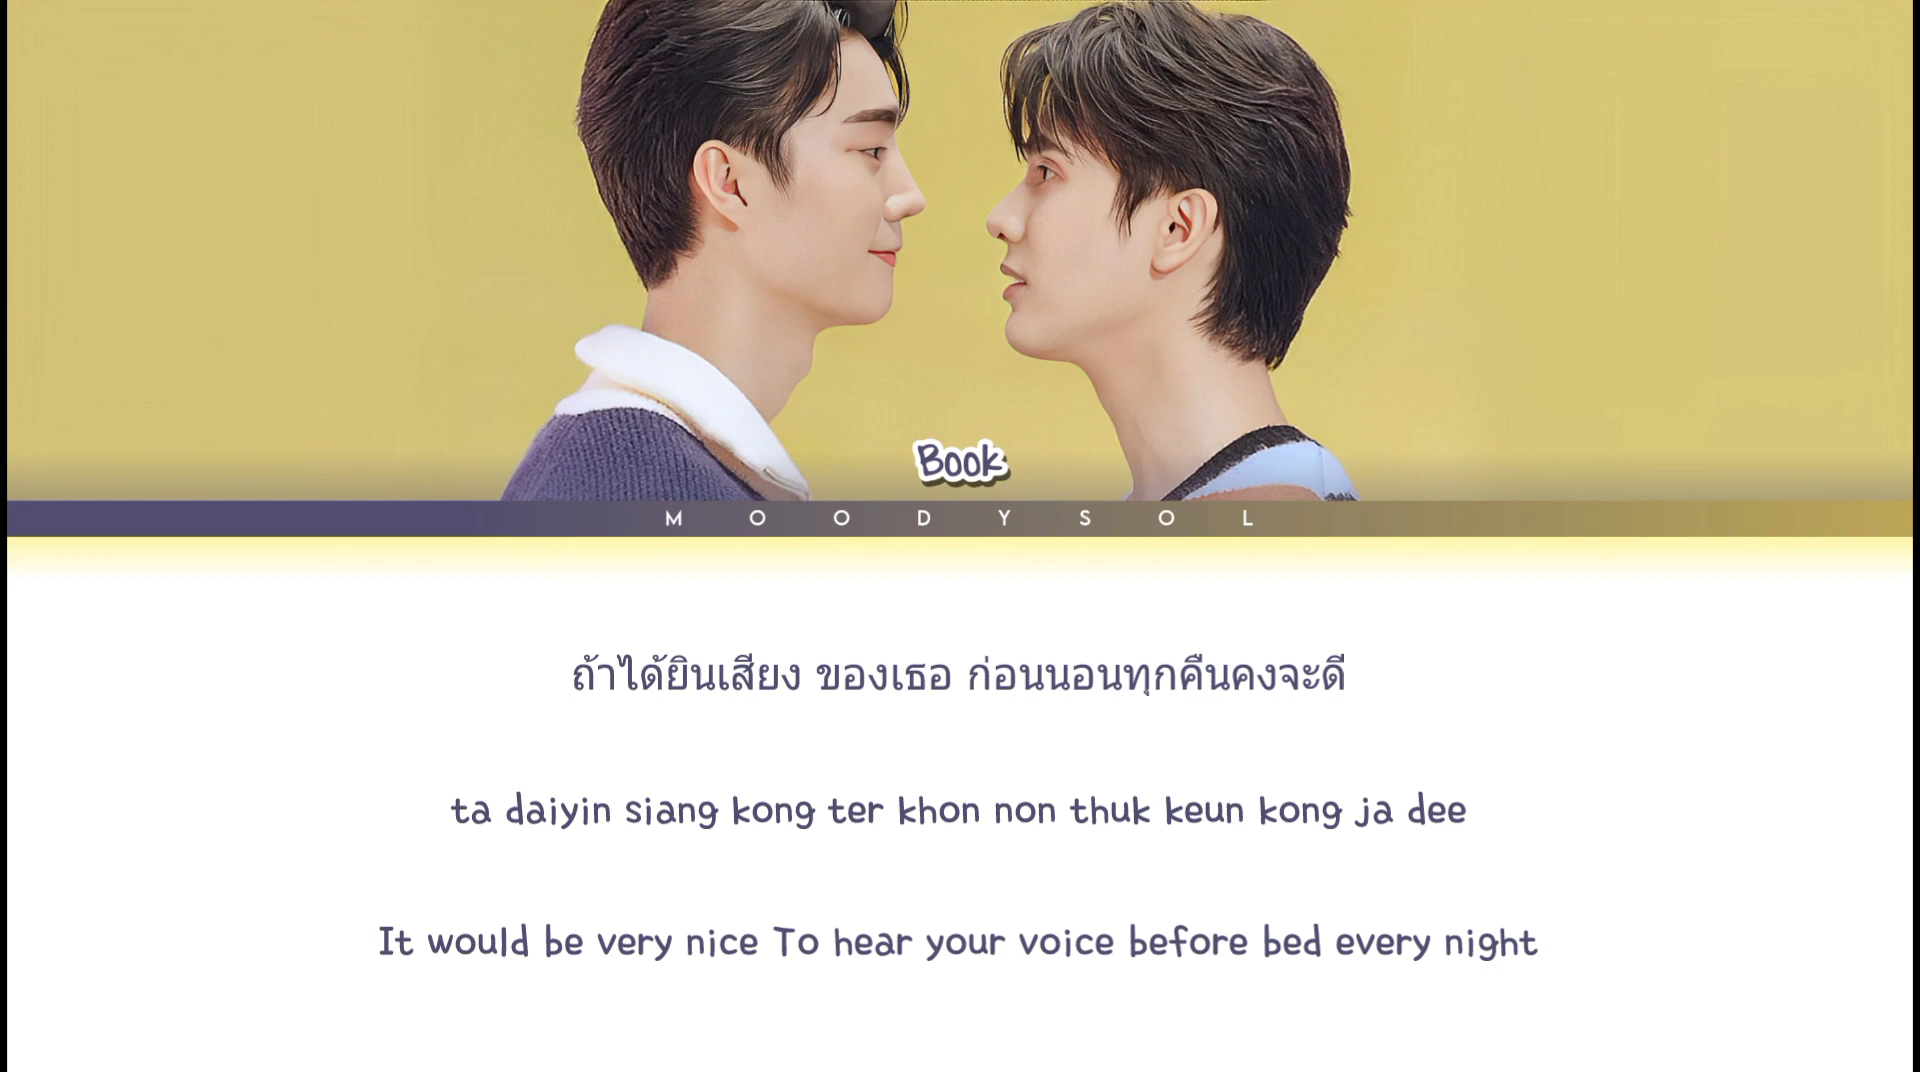 Book
MOODYSOL
ถ้าได้ยินเสียง ของเธอ ก่อนนอนทุกคืนคงจะดี
ta daiyin siang kong ter khon non thuk keun kong ja dee
It would be very nice To hear your voice before bed every night